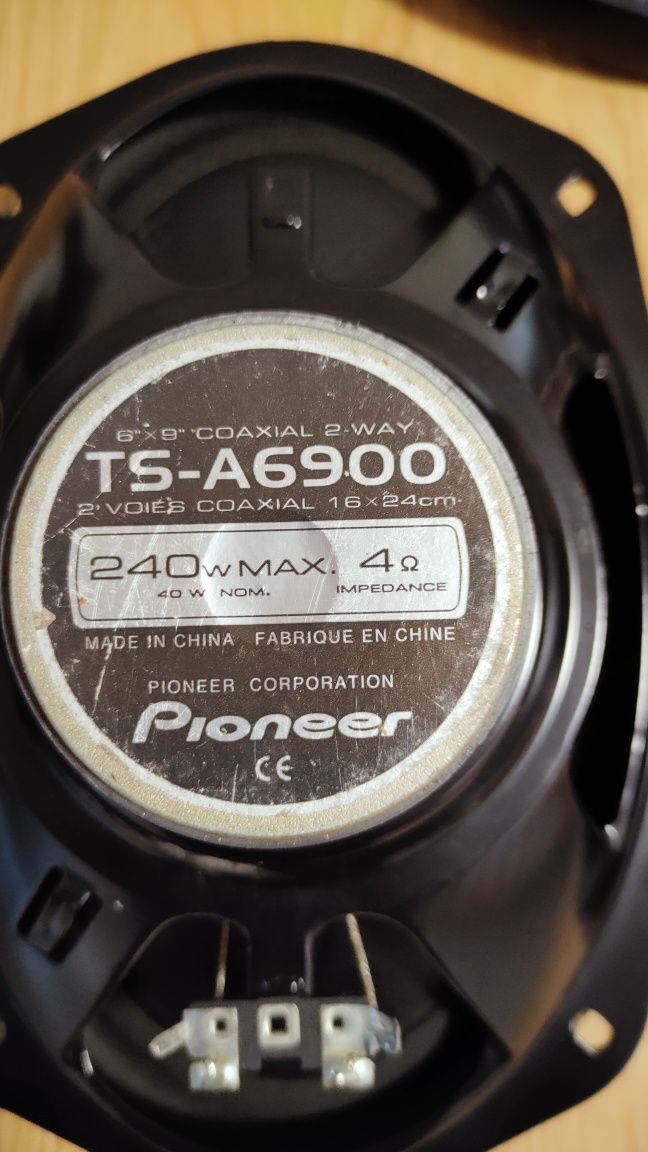 6"×9" COAXIAL 2-WAY
TS-A6900
2 VOIES COAXIAL 16×24cm
240W MAX. 4Ω
40 W NOM. IMPEDANCE
MADE IN CHINA FABRIQUE EN CHINE
PIONEER CORPORATION
Pioneer
CE